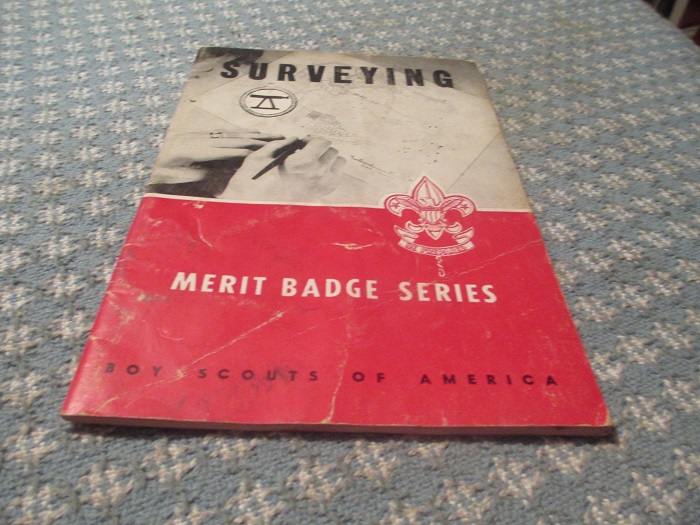 SURVEYING
MERIT BADGE SERIES
BOY SCOUTS OF AMERICA